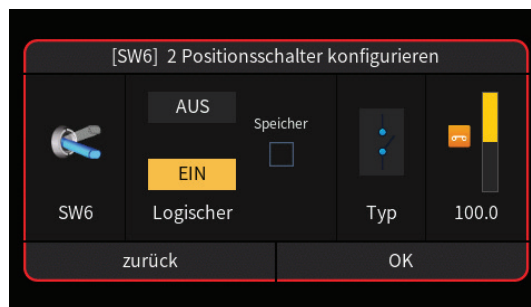 [SW6] 2 Positionsschalter konfigurieren
AUS
Speicher
EIN
SW6 Logischer Typ 100.0
zurück OK